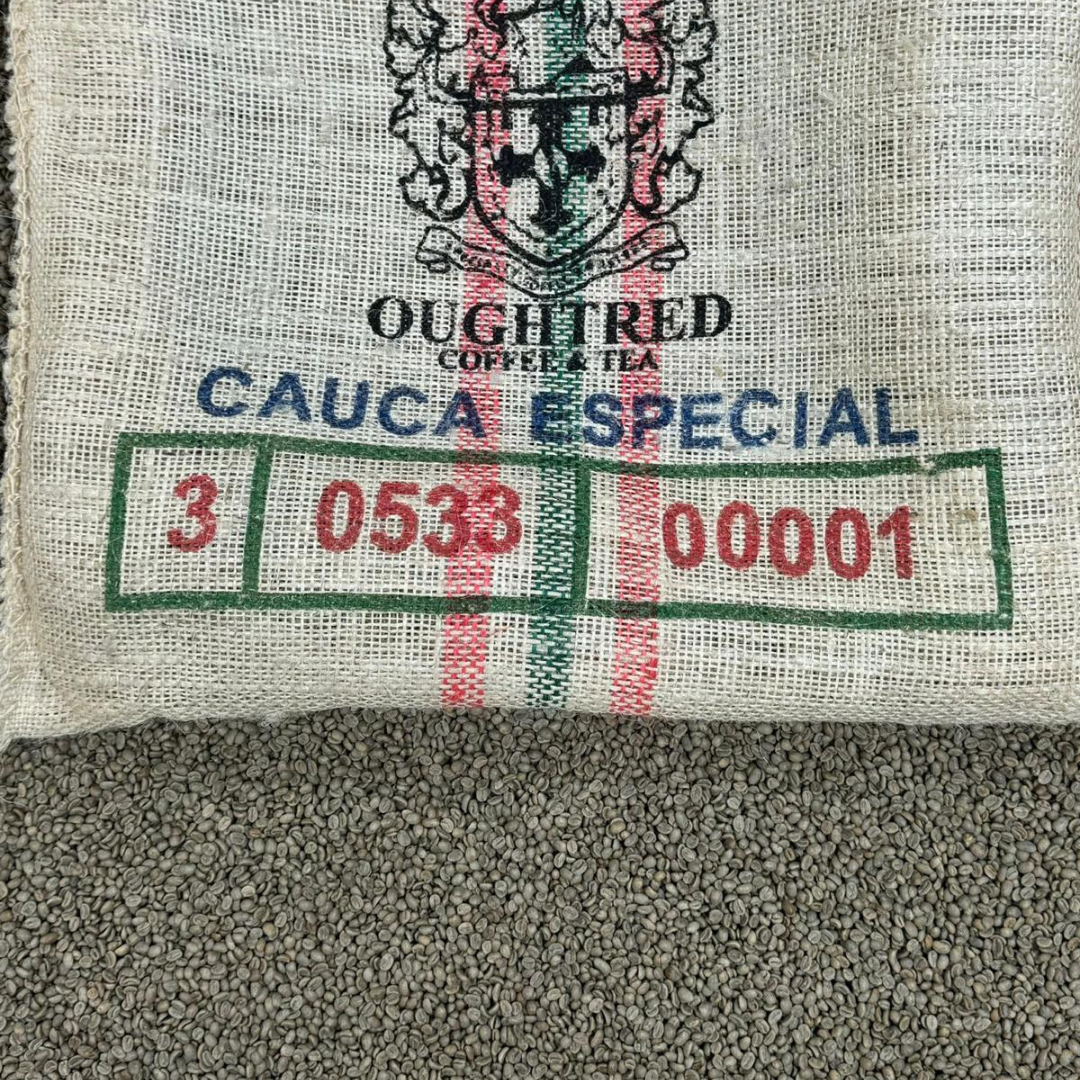 OUGHTRED
COFFEE & TEA
CAUCA ESPECIAL
3 0533 00001